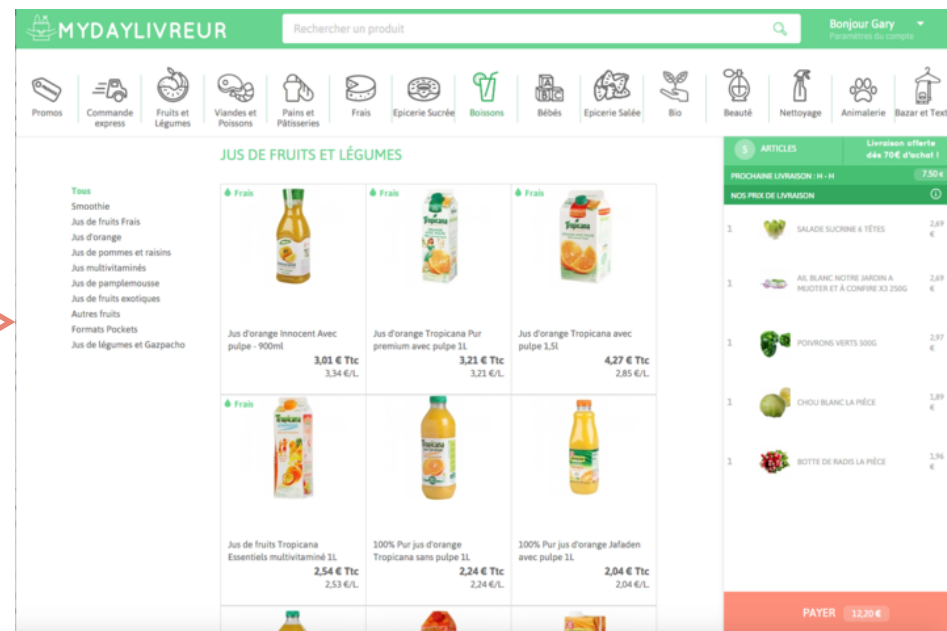 MYDAYLIVREUR
Rechercher un produit
Bonjour Gary
Paramètres du compte
Promos
Commande
express
Fruits et
Légumes
Viandes et
Poissons
Pains et
Pâtisseries
Frais
Epicerie Sucrée
Boissons
Bébés
Epicerie Salée
Bio
Beauté
Nettoyage
Animalerie
Bazar et Text
JUS DE FRUITS ET LÉGUMES
Tous
Smoothie
Jus de fruits Frais
Jus d'orange
Jus de pommes et raisins
Jus multivitaminés
Jus de pamplemousse
Jus de fruits exotiques
Autres fruits
Formats Pockets
Jus de légumes et Gazpacho
Frais
Jus d'orange Innocent Avec
pulpe - 900ml
3,01 € Ttc
3,34 €/L.
Frais
Tropicana
Jus d'orange Tropicana Pur
premium avec pulpe 1L
3,21 € Ttc
3,21 €/L.
Frais
Tropicana
Jus d'orange Tropicana avec
pulpe 1,5l
4,27 € Ttc
2,85 €/L.
Frais
Tropicana
Jus de fruits Tropicana
Essentiels multivitaminé 1L
2,54 € Ttc
2,53 €/L.
Tropicana
100% Pur jus d'orange
Tropicana sans pulpe 1L
2,24 € Ttc
2,24 €/L.
100% Pur jus d'orange Jafaden
avec pulpe 1L
2,04 € Ttc
2,04 €/L.
5 ARTICLES
Livraison offerte
dès 70€ d'achat !
PROCHAINE LIVRAISON : H - H
7.50 €
NOS PRIX DE LIVRAISON
1 SALADE SUCRINE 6 TÊTES 2,69 €
1 AIL BLANC NOTRE JARDIN A
MIJOTER ET À CONFIRE X3 250G 2,69 €
1 POIVRONS VERTS 500G 2,97 €
1 CHOU BLANC LA PIÈCE 1,89 €
1 BOTTE DE RADIS LA PIÈCE 1,96 €
PAYER 12,20 €